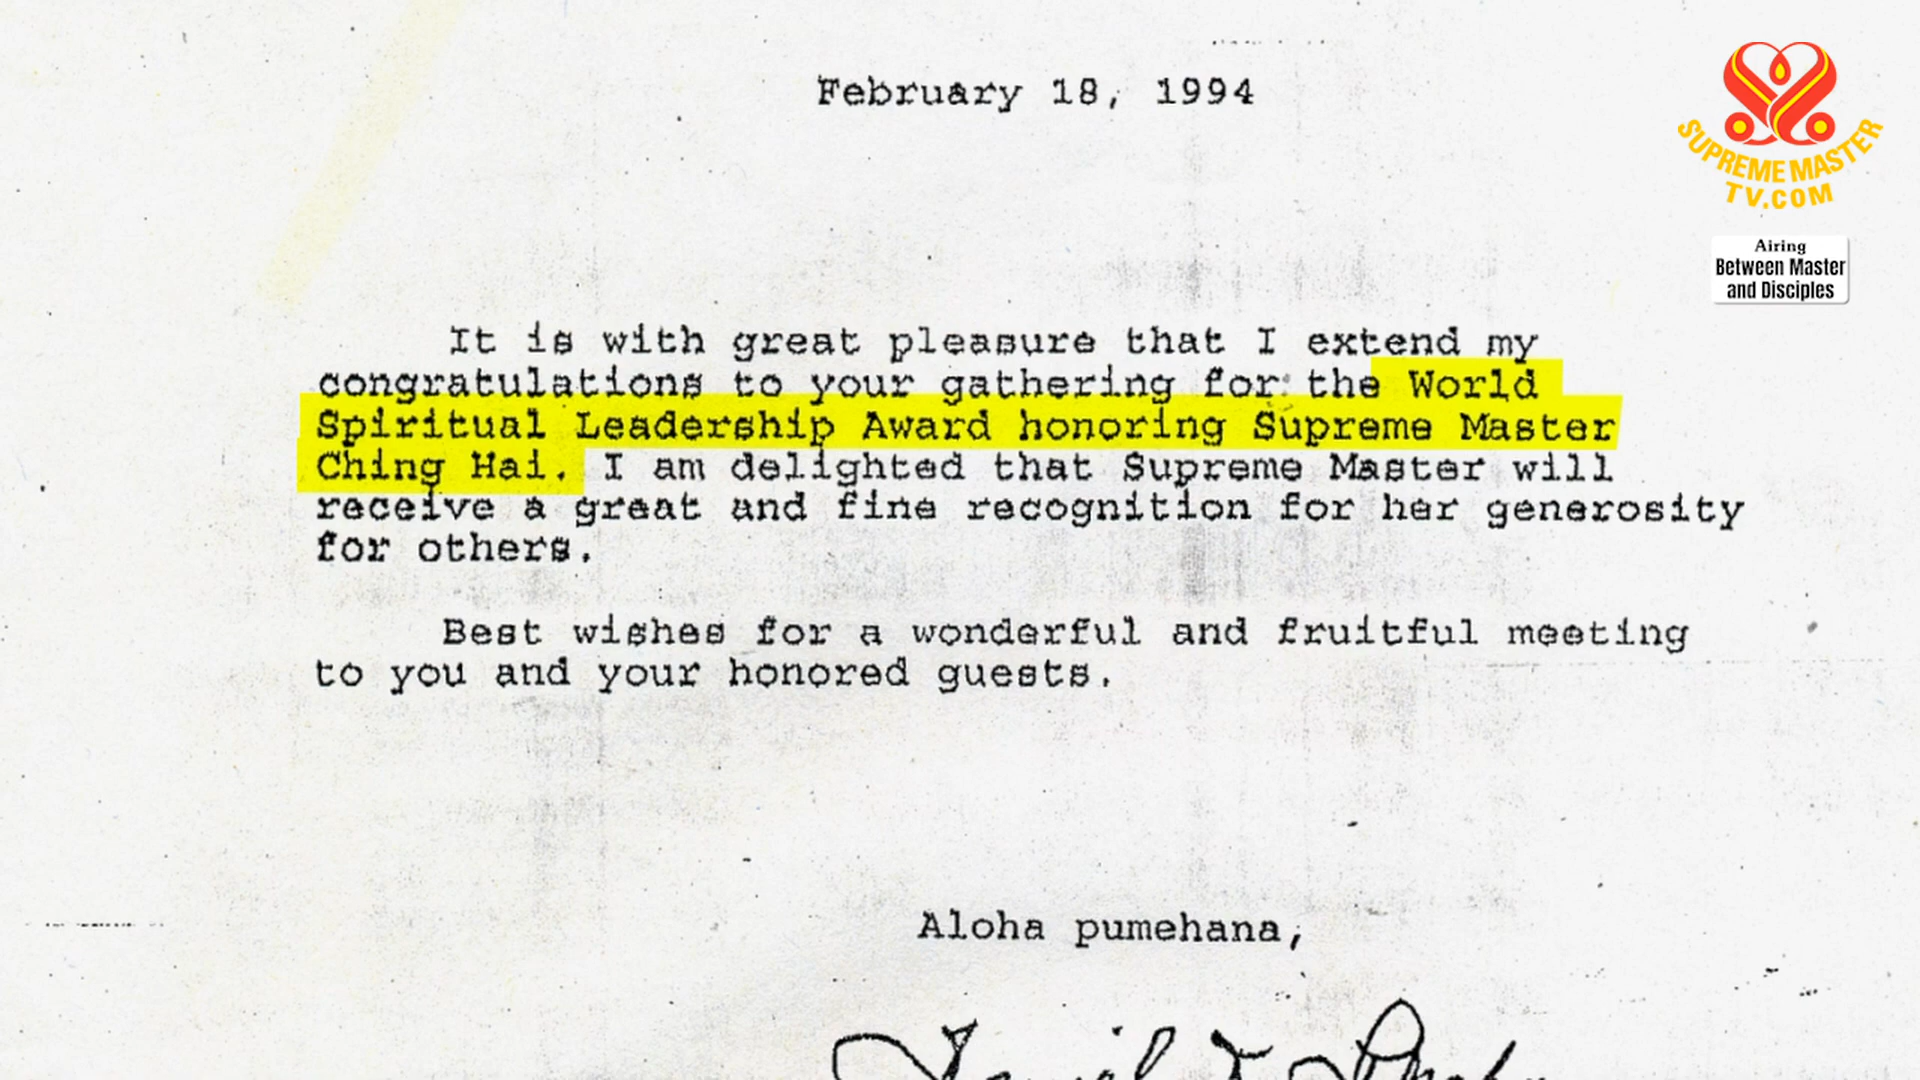 February 18, 1994
SUPREME MASTER
TV.COM
Airing
Between Master
and Disciples
It is with great pleasure that I extend my
congratulations to your gathering for the World
Spiritual Leadership Award honoring Supreme Master
Ching Hai. I am delighted that Supreme Master will
receive a great and fine recognition for her generosity
for others.
Best wishes for a wonderful and fruitful meeting
to you and your honored guests.
Aloha pumehana,